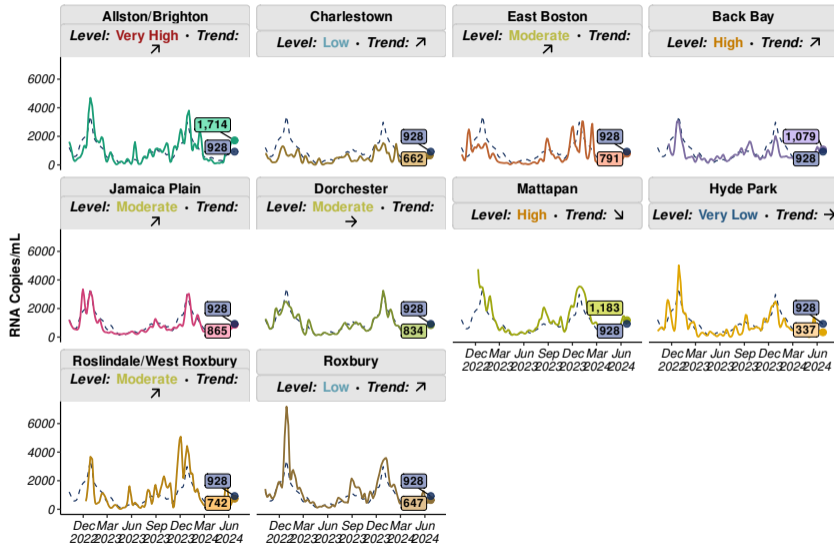 Allston/Brighton
Level: Very High • Trend:
↗
Charlestown
Level: Low • Trend: ↗
East Boston
Level: Moderate • Trend:
↗
Back Bay
Level: High • Trend: ↗
6000
4000
2000
0
1,714
928
928
662
928
791
1,079
928
Jamaica Plain
Level: Moderate • Trend:
↗
Dorchester
Level: Moderate • Trend:
→
Mattapan
Level: High • Trend: ↘
Hyde Park
Level: Very Low • Trend: →
RNA Copies/mL
6000
4000
2000
0
928
865
928
834
1,183
928
928
337
Dec Mar Jun Sep Dec Mar Jun
2022 2023 2023 2023 2023 2024 2024
Dec Mar Jun Sep Dec Mar Jun
2022 2023 2023 2023 2023 2024 2024
Roslindale/West Roxbury
Level: Moderate • Trend:
↗
Roxbury
Level: Low • Trend: ↗
6000
4000
2000
0
928
742
928
647
Dec Mar Jun Sep Dec Mar Jun
2022 2023 2023 2023 2023 2024 2024
Dec Mar Jun Sep Dec Mar Jun
2022 2023 2023 2023 2023 2024 2024